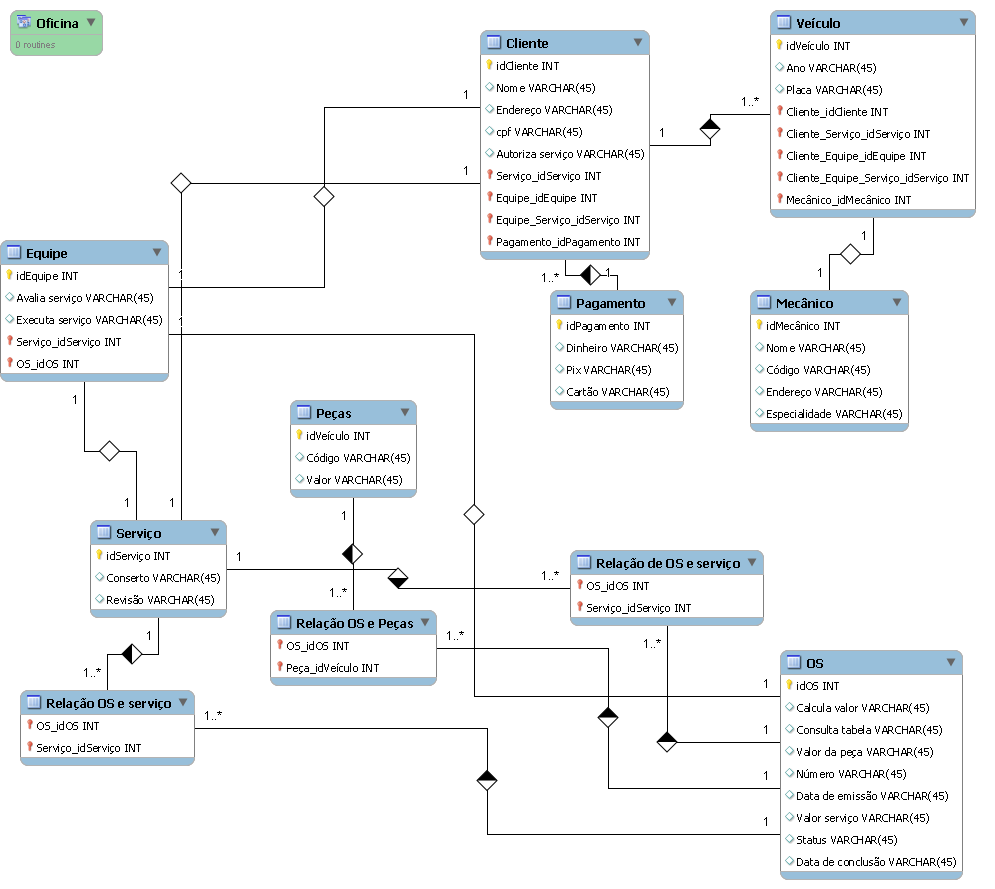 Oficina
0 routines
Cliente
idCliente INT
Nome VARCHAR(45)
Endereço VARCHAR(45)
cpf VARCHAR(45)
Autoriza serviço VARCHAR(45)
Serviço_idServiço INT
Equipe_idEquipe INT
Equipe_Serviço_idServiço INT
Pagamento_idPagamento INT
Veículo
idVeículo INT
Ano VARCHAR(45)
Placa VARCHAR(45)
Cliente_idCliente INT
Cliente_Serviço_idServiço INT
Cliente_Equipe_idEquipe INT
Cliente_Equipe_Serviço_idServiço INT
Mecânico_idMecânico INT
1
1
1
1..*
1
1
1..*
1
Equipe
idEquipe INT
Avalia serviço VARCHAR(45)
Executa serviço VARCHAR(45)
Serviço_idServiço INT
OS_idOS INT
1
1
Pagamento
idPagamento INT
Dinheiro VARCHAR(45)
Pix VARCHAR(45)
Cartão VARCHAR(45)
Mecânico
idMecânico INT
Nome VARCHAR(45)
Código VARCHAR(45)
Endereço VARCHAR(45)
Especialidade VARCHAR(45)
1
1
1
Peças
idVeículo INT
Código VARCHAR(45)
Valor VARCHAR(45)
1
1..*
Serviço
idServiço INT
Conserto VARCHAR(45)
Revisão VARCHAR(45)
1
1..*
1
1..*
Relação de OS e serviço
OS_idOS INT
Serviço_idServiço INT
1..*
Relação OS e Peças
OS_idOS INT
Peça_idVeículo INT
1..*
Relação OS e serviço
OS_idOS INT
Serviço_idServiço INT
1..*
1
1
1
1
OS
idOS INT
Calcula valor VARCHAR(45)
Consulta tabela VARCHAR(45)
Valor da peça VARCHAR(45)
Número VARCHAR(45)
Data de emissão VARCHAR(45)
Valor serviço VARCHAR(45)
Status VARCHAR(45)
Data de conclusão VARCHAR(45)